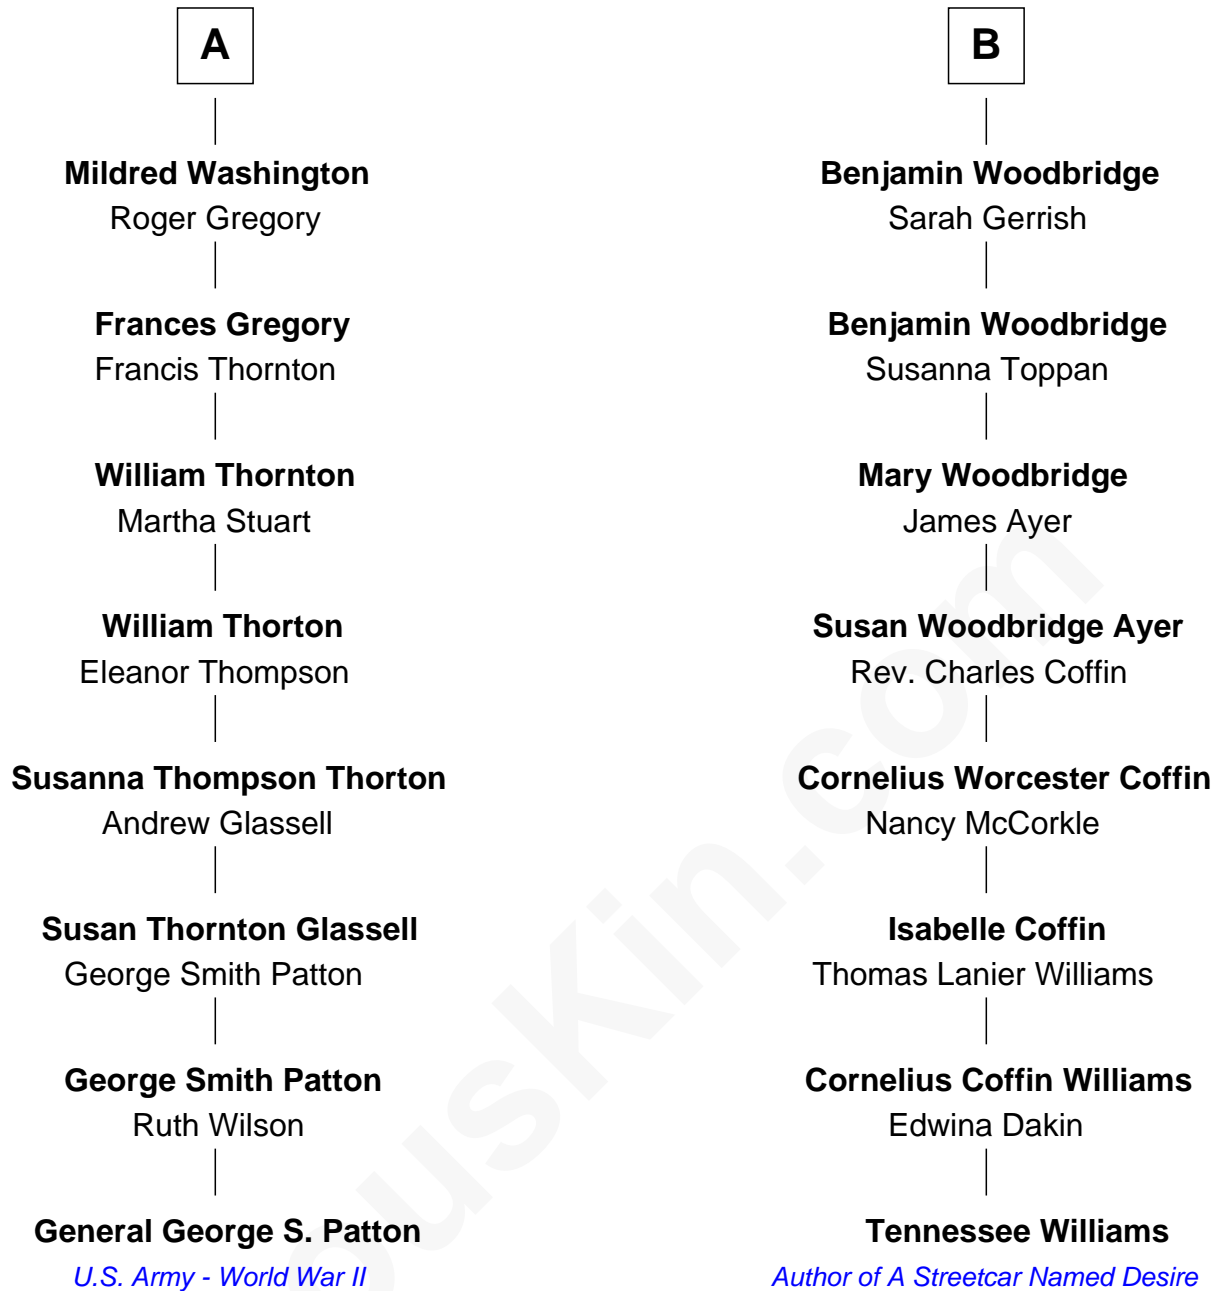 A
Mildred Washington
Roger Gregory
Frances Gregory
Francis Thornton
William Thornton
Martha Stuart
William Thorton
Eleanor Thompson
Susanna Thompson Thorton
Andrew Glassell
Susan Thornton Glassell
George Smith Patton
George Smith Patton
Ruth Wilson
General George S. Patton
U.S. Army - World War II
B
Benjamin Woodbridge
Sarah Gerrish
Benjamin Woodbridge
Susanna Toppan
Mary Woodbridge
James Ayer
Susan Woodbridge Ayer
Rev. Charles Coffin
Cornelius Worcester Coffin
Nancy McCorkle
Isabelle Coffin
Thomas Lanier Williams
Cornelius Coffin Williams
Edwina Dakin
Tennessee Williams
Author of A Streetcar Named Desire
ousKin.com